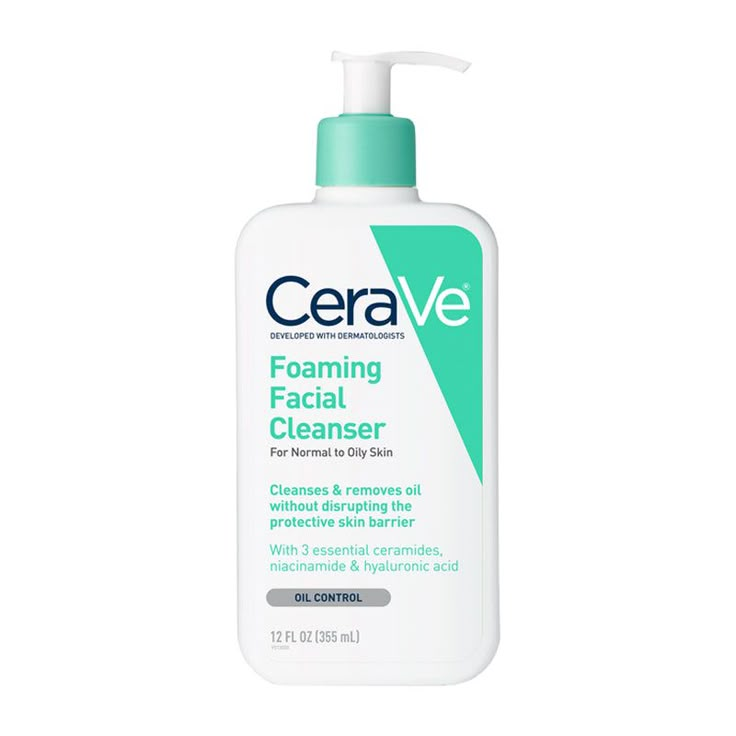 CeraVe®
DEVELOPED WITH DERMATOLOGISTS
Foaming
Facial
Cleanser
For Normal to Oily Skin
Cleanses & removes oil
without disrupting the
protective skin barrier
With 3 essential ceramides,
niacinamide & hyaluronic acid
OIL CONTROL
12 FL OZ (355 mL)